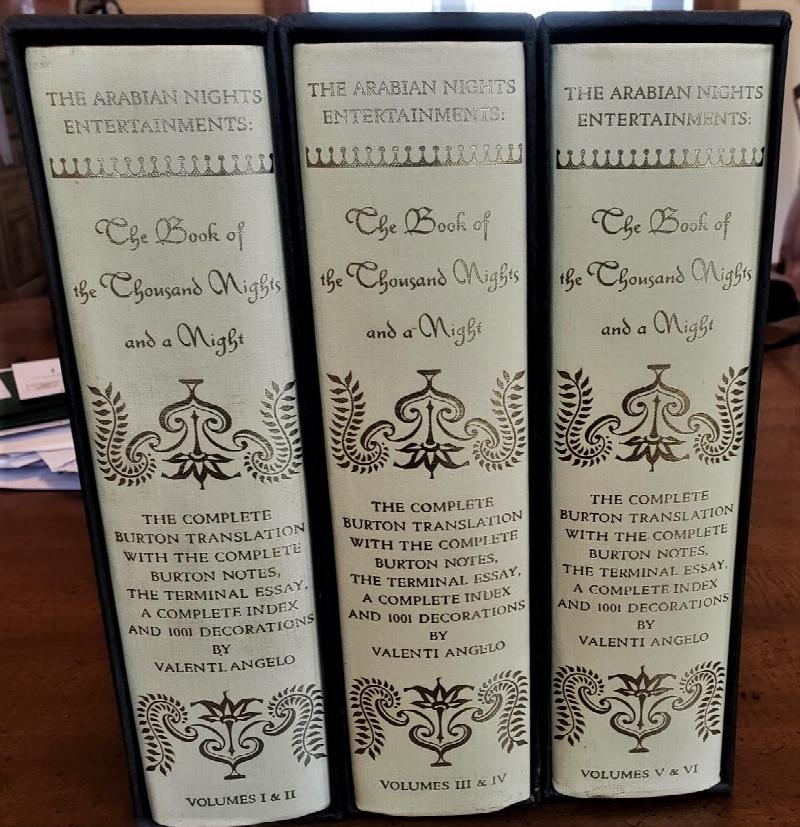 THE ARABIAN NIGHTS
ENTERTAINMENTS:
The Book of
the Thousand Nights
and a Night
THE COMPLETE
BURTON TRANSLATION
WITH THE COMPLETE
BURTON NOTES,
THE TERMINAL ESSAY,
A COMPLETE INDEX
AND 1001 DECORATIONS
BY
VALENTI ANGELO
VOLUMES I & II
THE ARABIAN NIGHTS
ENTERTAINMENTS:
The Book of
the Thousand Nights
and a Night
THE COMPLETE
BURTON TRANSLATION
WITH THE COMPLETE
BURTON NOTES,
THE TERMINAL ESSAY,
A COMPLETE INDEX
AND 1001 DECORATIONS
BY
VALENTI ANGELO
VOLUMES III & IV
THE ARABIAN NIGHTS
ENTERTAINMENTS:
The Book of
the Thousand Nights
and a Night
THE COMPLETE
BURTON TRANSLATION
WITH THE COMPLETE
BURTON NOTES,
THE TERMINAL ESSAY,
A COMPLETE INDEX
AND 1001 DECORATIONS
BY
VALENTI ANGELO
VOLUMES V & VI